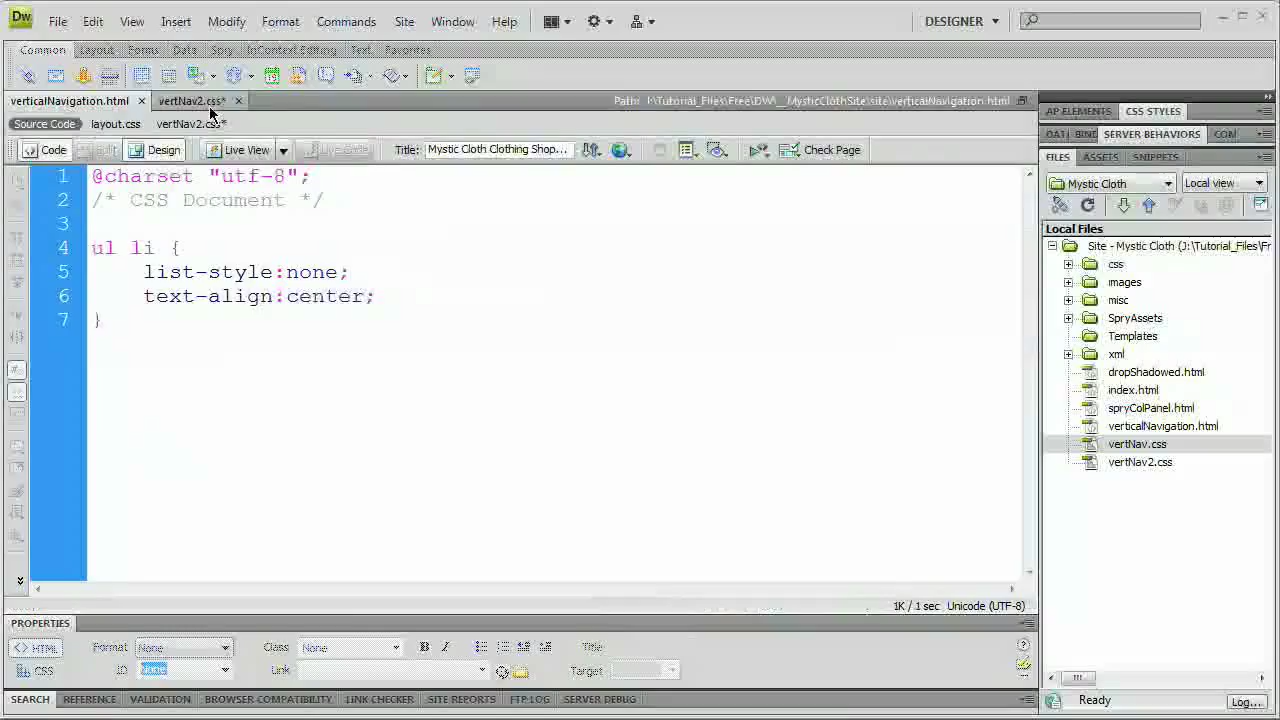 Dw File Edit View Insert Modify Format Commands Site Window Help DESIGNER
Common Layout Forms Data Spry InContext Editing Text Favorites
verticalNavigation.html vertNav2.css* Path: J:\Tutorial_Files\Free\DW\__MysticClothSite\site\verticalNavigation.html
Source Code layout.css vertNav2.css*
Code Split Design Live View Live Code Title: Mystic Cloth Clothing Shop... Check Page
1 @charset "utf-8";
2 /* CSS Document */
3
4 ul li {
5 list-style:none;
6 text-align:center;
7 }
1K / 1 sec Unicode (UTF-8)
PROPERTIES
<> HTML Format None Class None B I Title
CSS ID None Link Target
SEARCH REFERENCE VALIDATION BROWSER COMPATIBILITY LINK CHECKER SITE REPORTS FTP LOG SERVER DEBUG
AP ELEMENTS CSS STYLES
DAT BIND SERVER BEHAVIORS COM
FILES ASSETS SNIPPETS
Mystic Cloth Local view
Local Files
Site - Mystic Cloth (J:\Tutorial_Files\Fr
css
images
misc
SpryAssets
Templates
xml
dropShadowed.html
index.html
spryColPanel.html
verticalNavigation.html
vertNav.css
vertNav2.css
Ready Log...